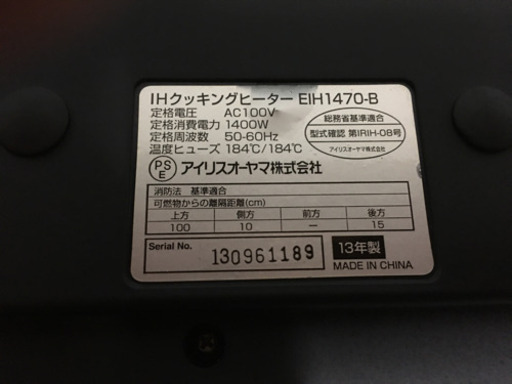 IHクッキングヒーター EIH1470-B
定格電圧 AC100V
定格消費電力 1400W
定格周波数 50-60Hz
温度ヒューズ 184℃/184℃
総務省基準適合
型式確認 第IRIH-08号
アイリスオーヤマ株式会社
PSE アイリスオーヤマ株式会社
消防法 基準適合
可燃物からの離隔距離(cm)
上方 側方 前方 後方
100 10 ー 15
Serial No. 130961189
13年製
MADE IN CHINA